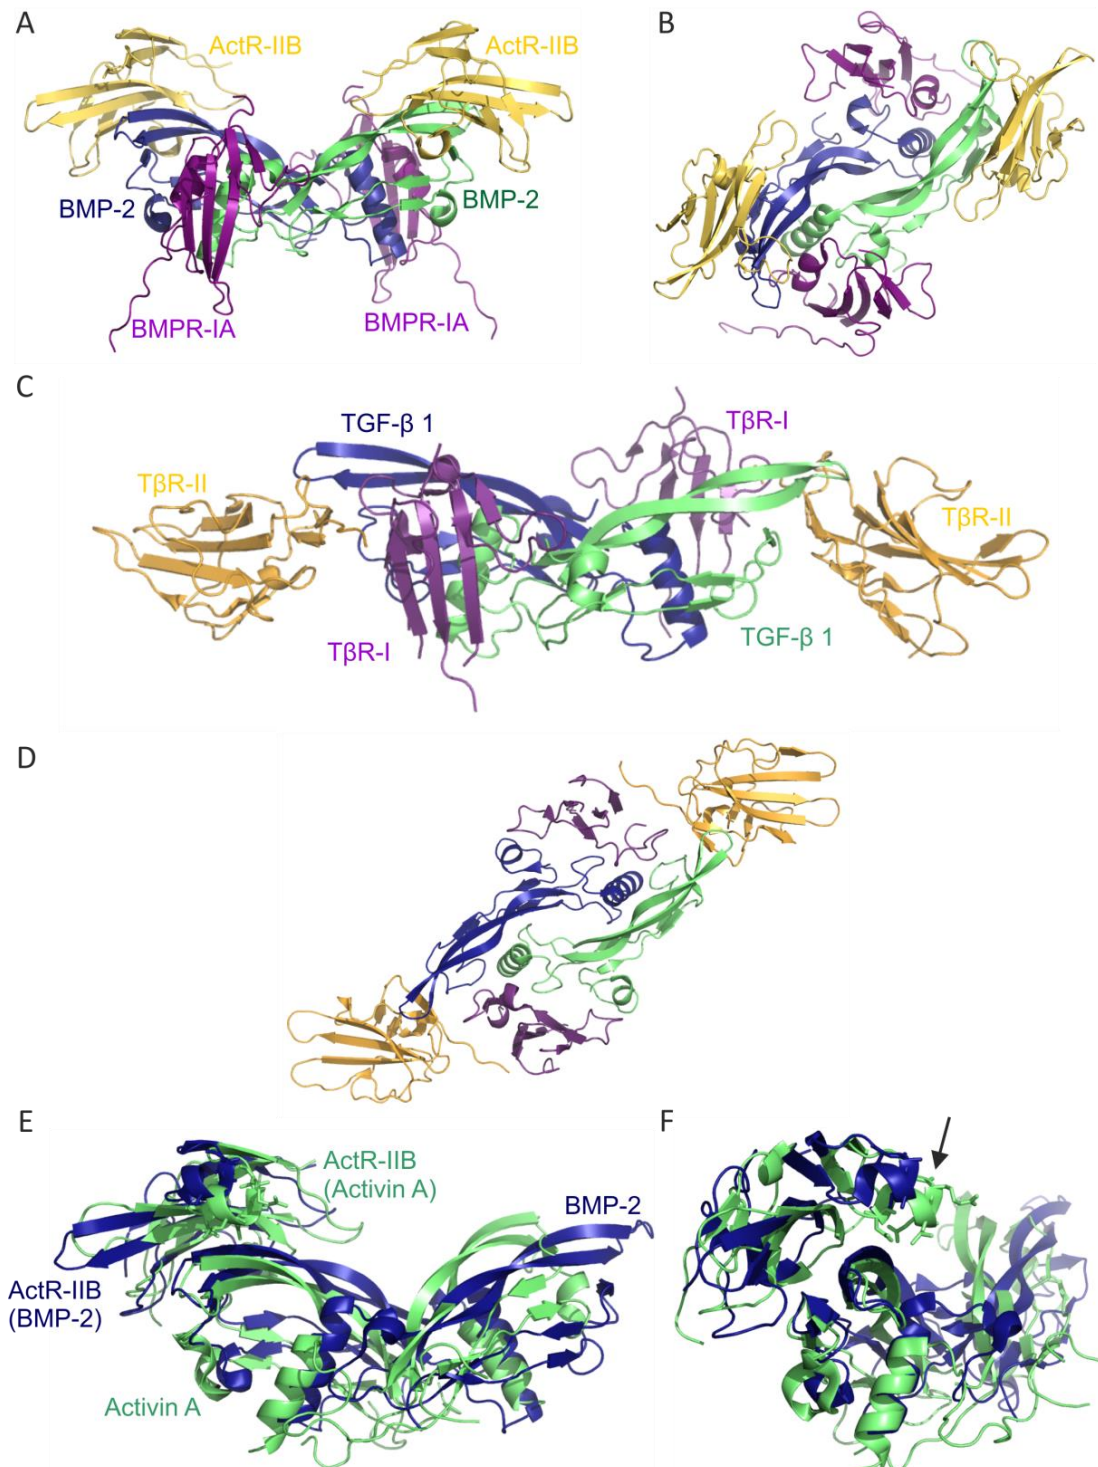 A
ActR-IIB
ActR-IIB
BMP-2
BMP-2
BMPR-IA
BMPR-IA
B
C
TGF-β 1
TβR-I
TβR-II
TβR-II
TβR-I
TGF-β 1
D
E
ActR-IIB
(Activin A)
BMP-2
ActR-IIB
(BMP-2)
Activin A
F